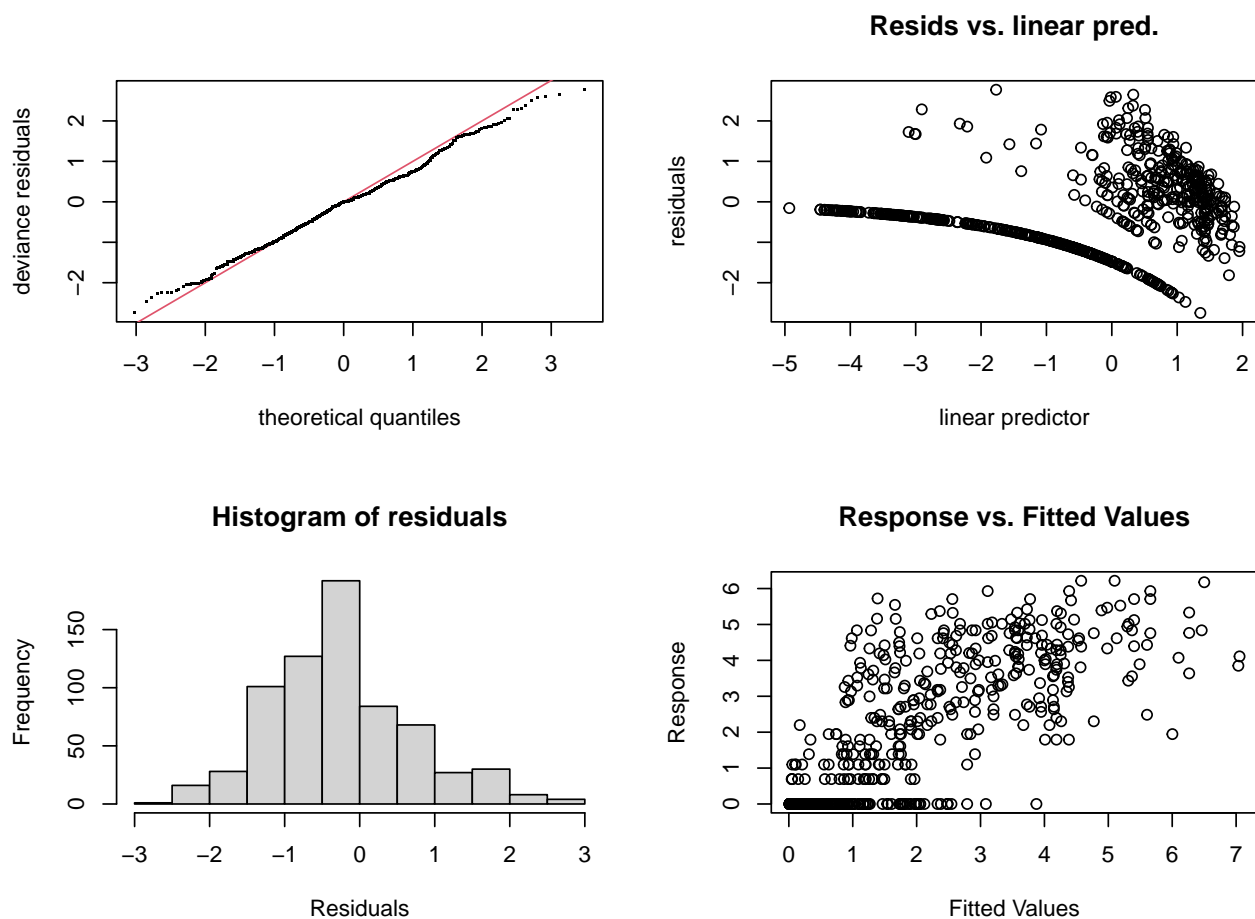 deviance residuals
2
1
0
−2
−3 −2 −1 0 1 2 3
theoretical quantiles
Resids vs. linear pred.
residuals
2
1
0
−2
−5 −4 −3 −2 −1 0 1 2
linear predictor
Histogram of residuals
Frequency
150
100
50
0
−3 −2 −1 0 1 2 3
Residuals
Response vs. Fitted Values
Response
6
5
4
3
2
1
0
0 1 2 3 4 5 6 7
Fitted Values